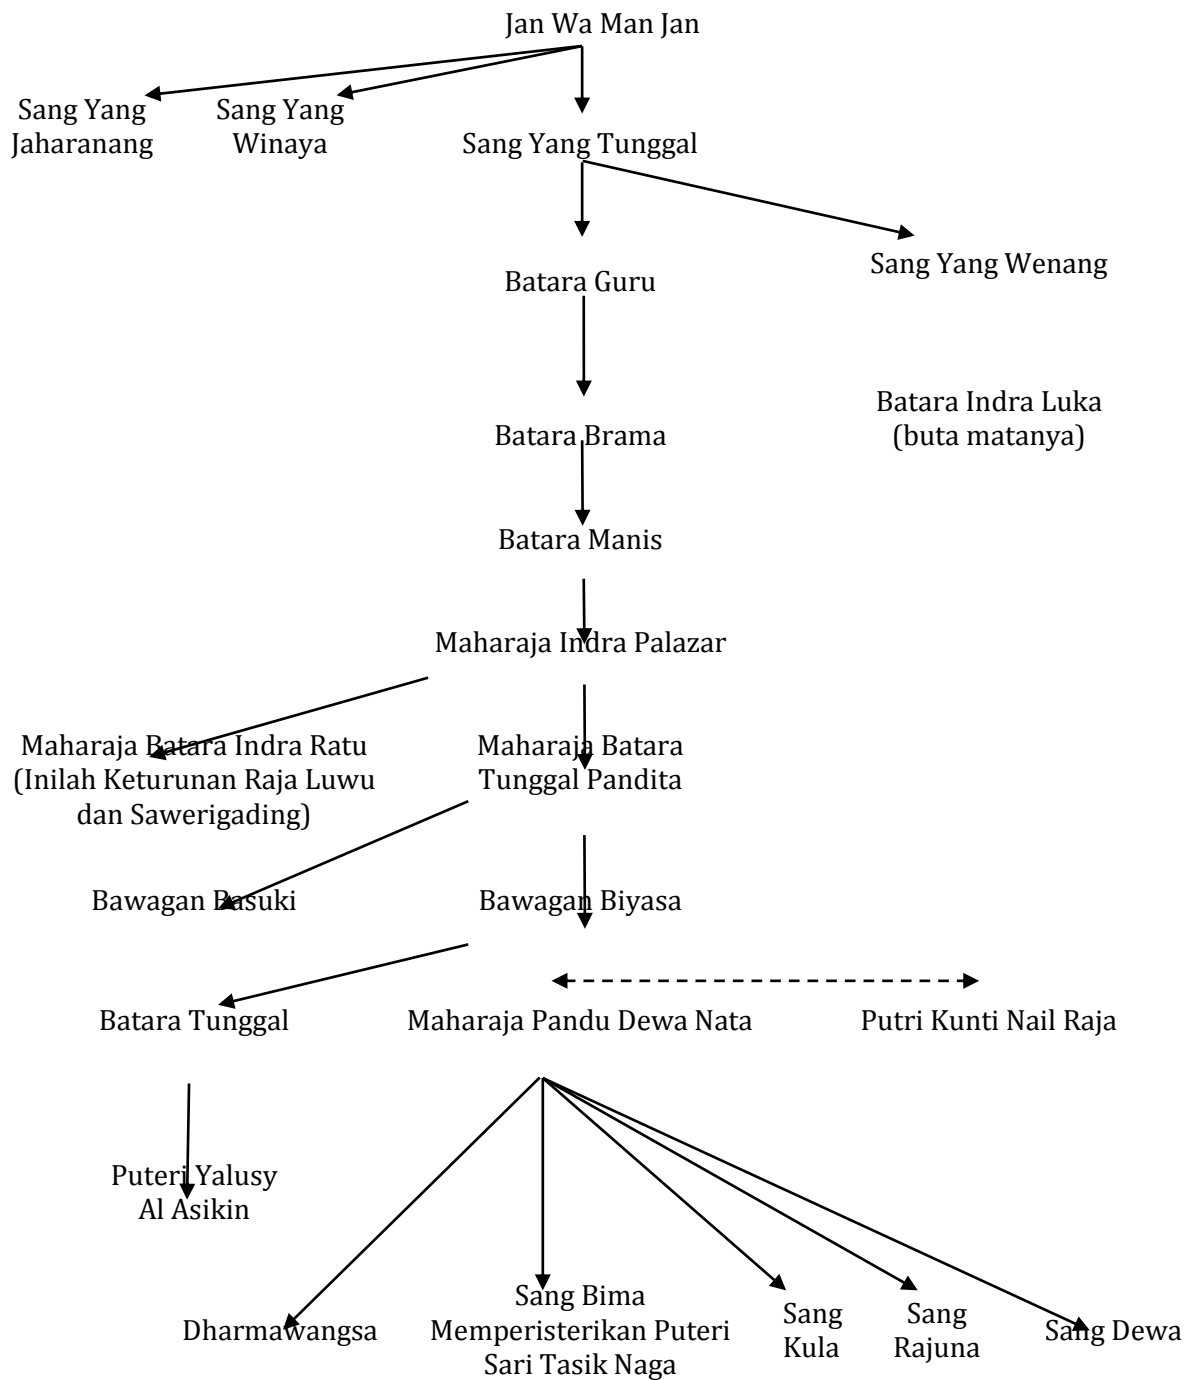 Jan Wa Man Jan
Sang Yang
Jaharanang
Sang Yang
Winaya
Sang Yang Tunggal
Sang Yang Wenang
Batara Guru
Batara Indra Luka
(buta matanya)
Batara Brama
Batara Manis
Maharaja Indra Palazar
Maharaja Batara Indra Ratu
(Inilah Keturunan Raja Luwu
dan Sawerigading)
Maharaja Batara
Tunggal Pandita
Bawagan Basuki
Bawagan Biyasa
Batara Tunggal
Maharaja Pandu Dewa Nata
Putri Kunti Nail Raja
Puteri Yalusy
Al Asikin
Dharmawangsa
Sang Bima
Memperisterikan Puteri
Sari Tasik Naga
Sang
Kula
Sang
Rajuna
Sang Dewa